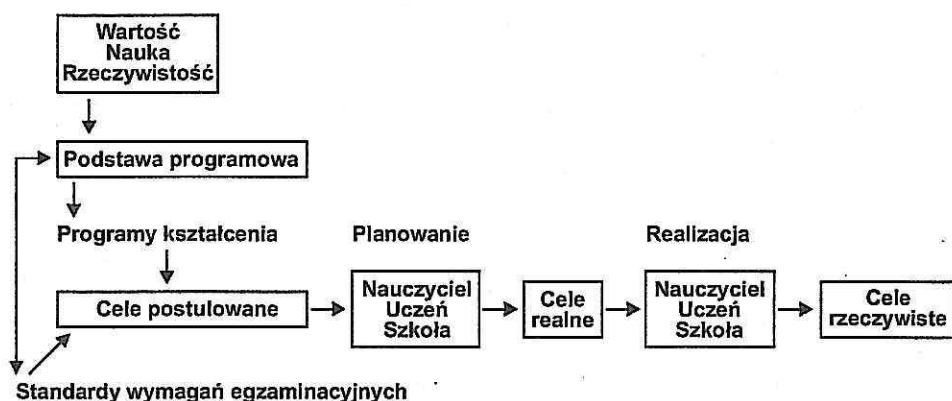 Wartość
Nauka
Rzeczywistość
Podstawa programowa
Programy kształcenia
Planowanie
Realizacja
Cele postulowane
Nauczyciel
Uczeń
Szkoła
Cele
realne
Nauczyciel
Uczeń
Szkoła
Cele
rzeczywiste
Standardy wymagań egzaminacyjnych